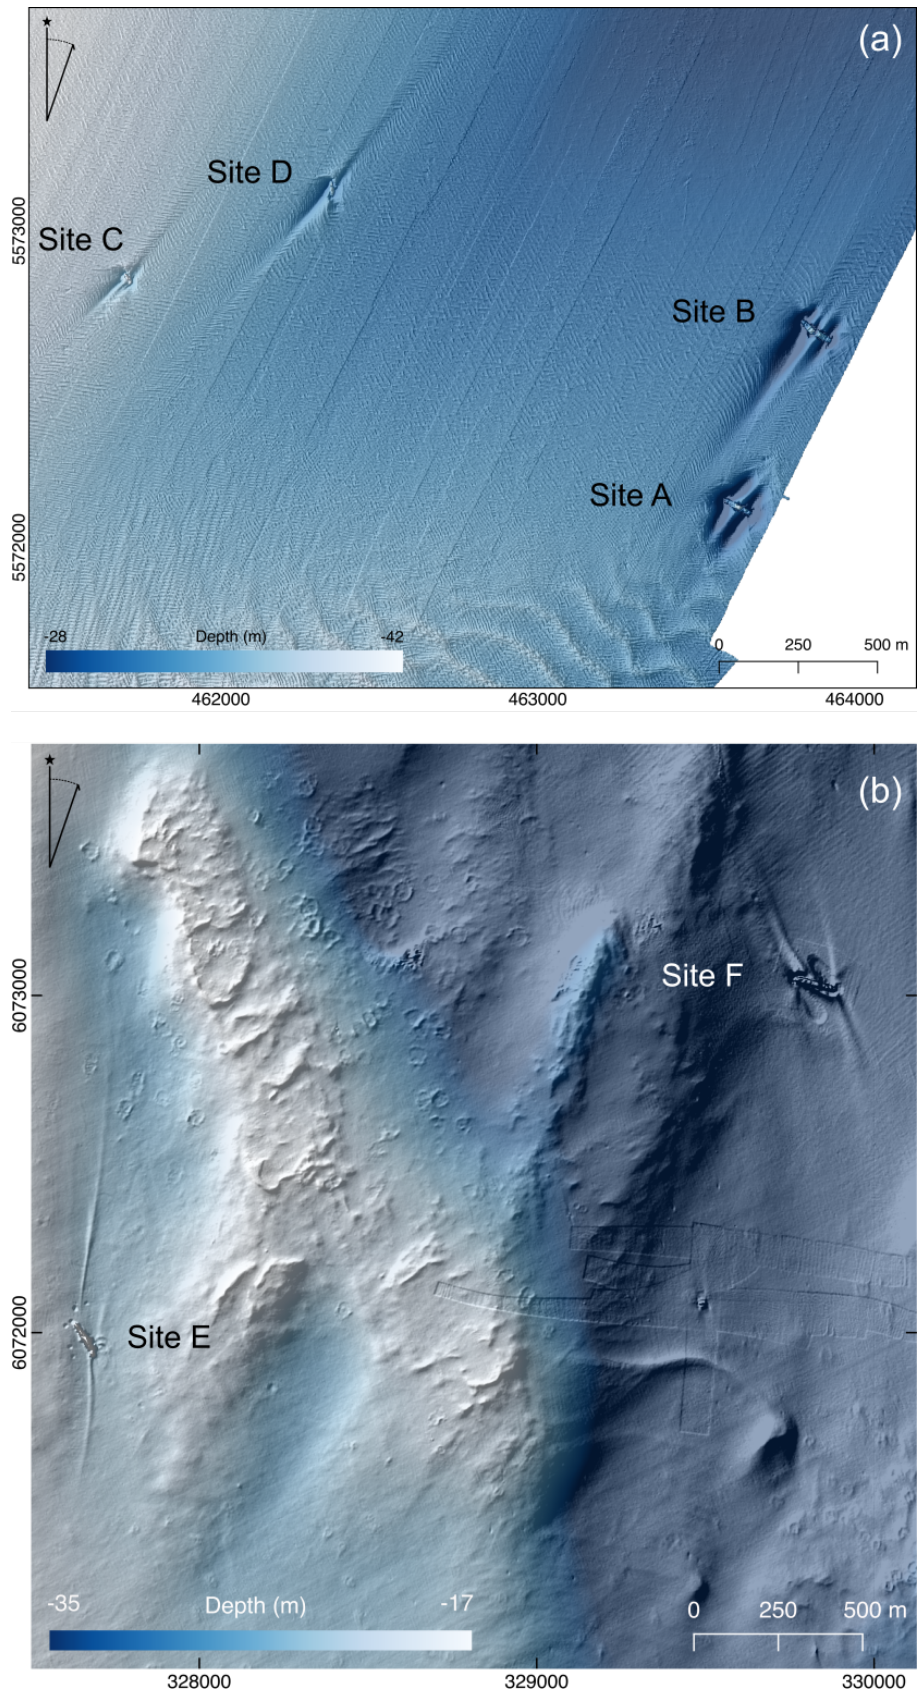 (a)
Site D
Site C
Site B
Site A
5573000
5572000
-28 Depth (m) -42
0 250 500 m
462000 463000 464000
(b)
Site F
Site E
6073000
6072000
-35 Depth (m) -17
0 250 500 m
328000 329000 330000